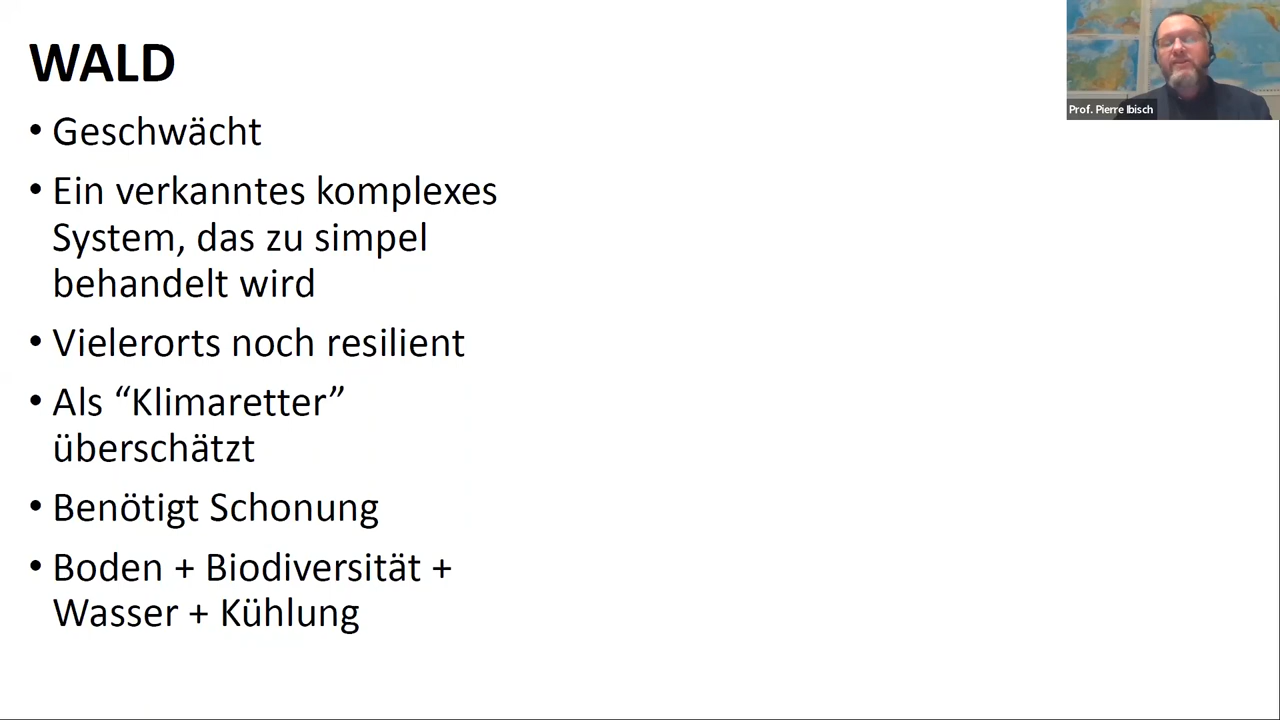 WALD
• Geschwächt
• Ein verkanntes komplexes
System, das zu simpel
behandelt wird
• Vielerorts noch resilient
• Als “Klimaretter”
überschätzt
• Benötigt Schonung
• Boden + Biodiversität +
Wasser + Kühlung
Prof. Pierre Ibisch